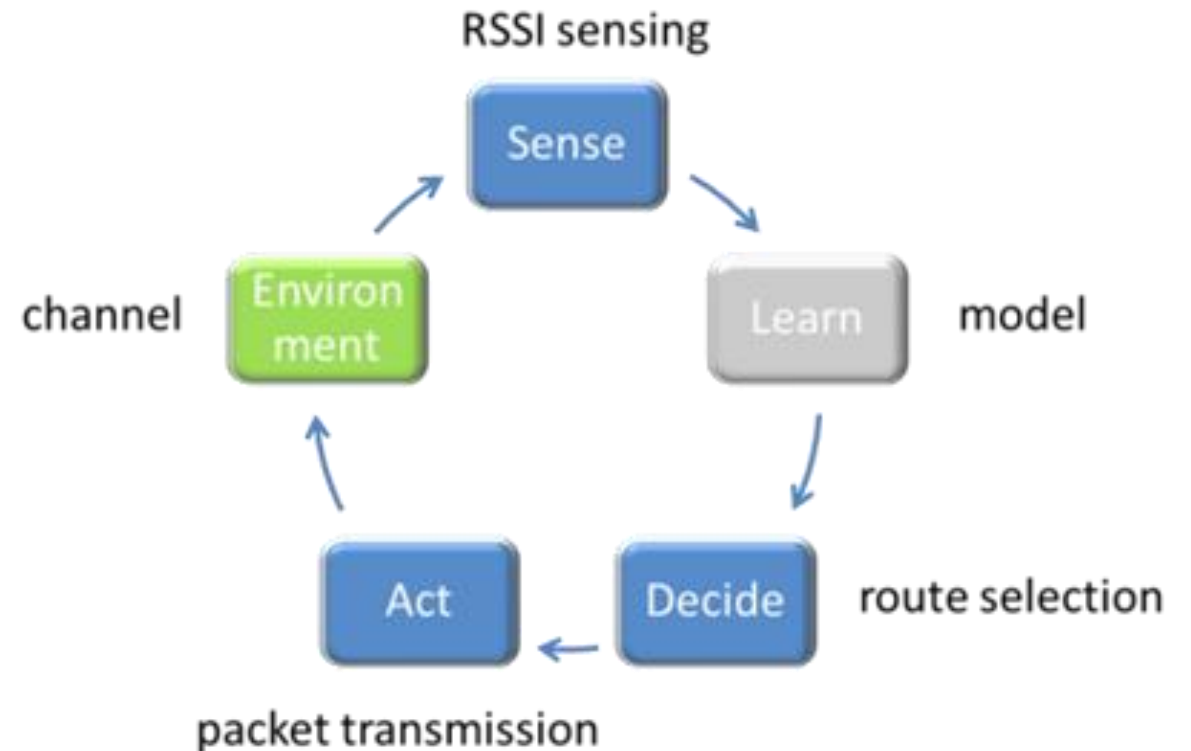 RSSI sensing
Sense
Environ
ment
channel
Learn
model
Act
Decide
route selection
packet transmission